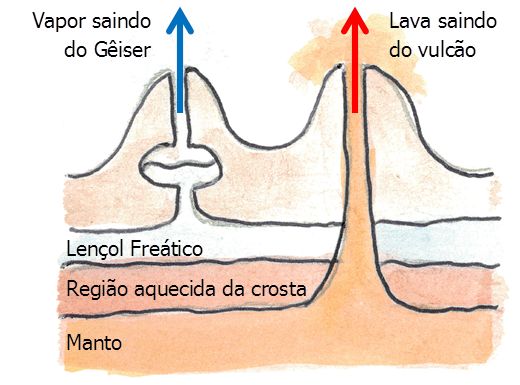 Vapor saindo
do Gêiser
Lava saindo
do vulcão
Lençol Freático
Região aquecida da crosta
Manto